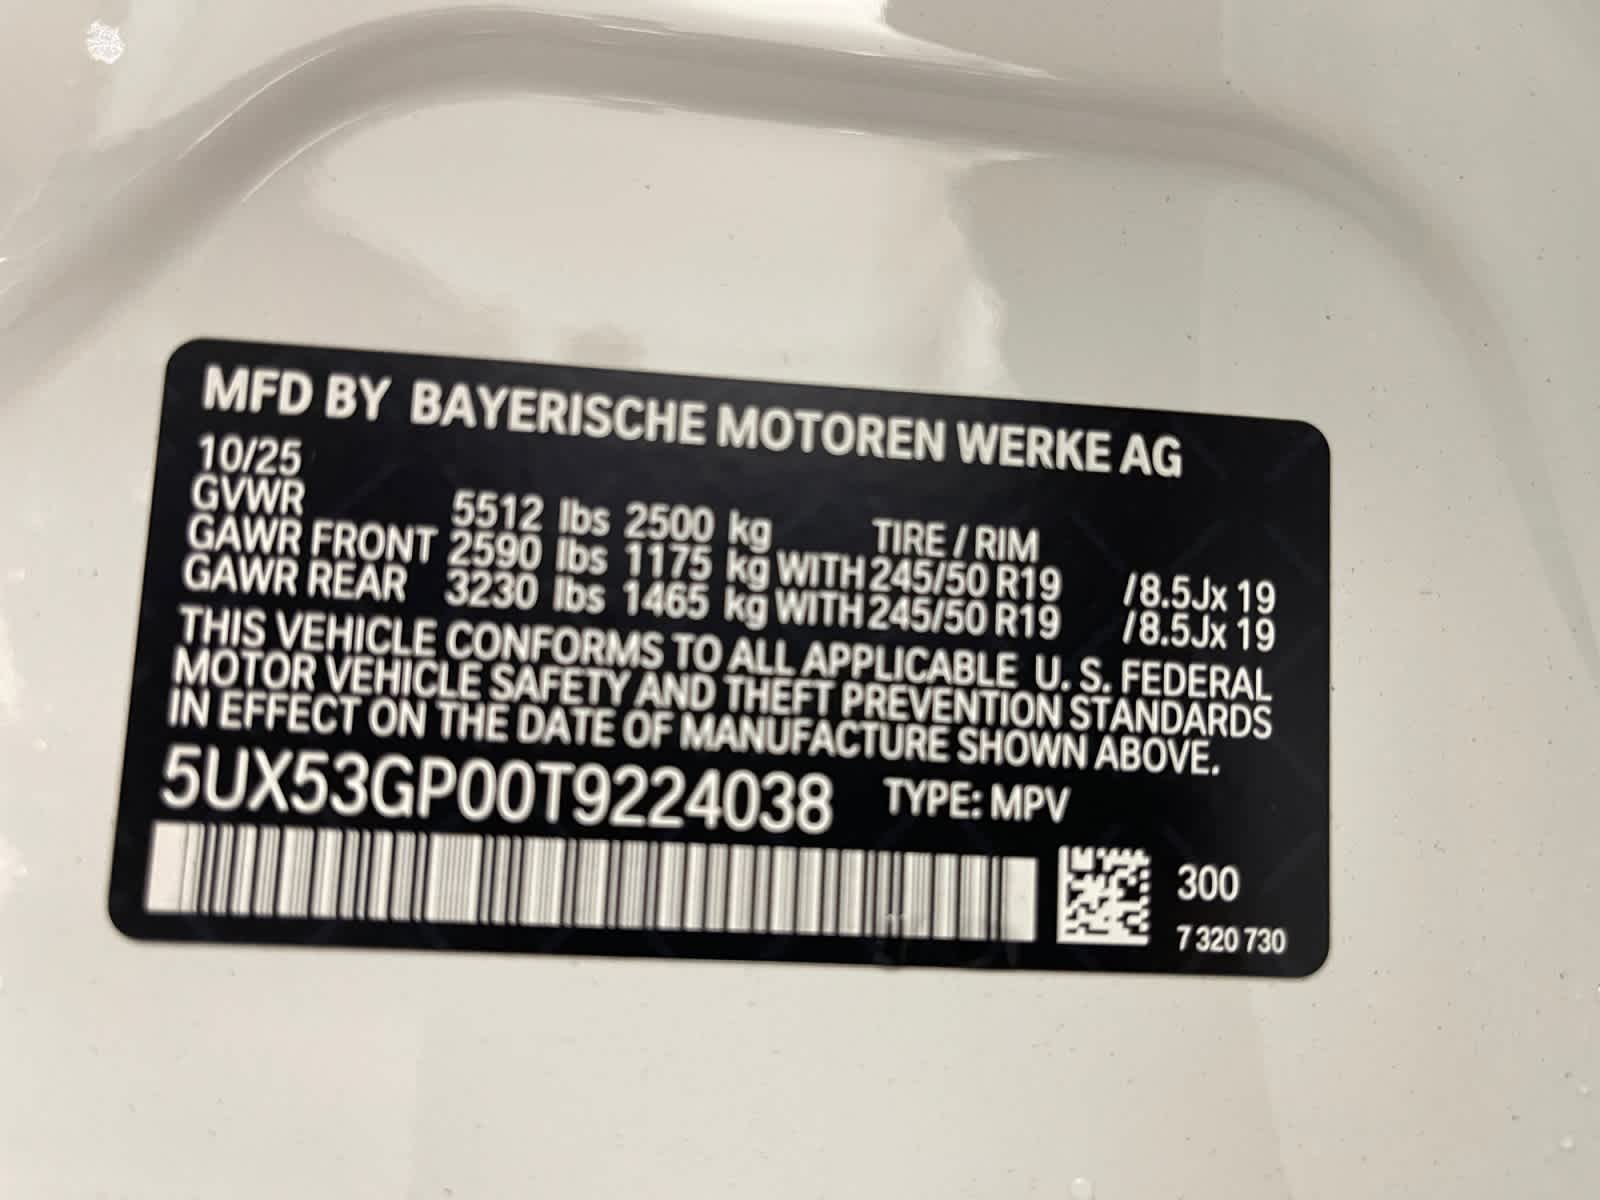 MFD BY BAYERISCHE MOTOREN WERKE AG
10/25
GVWR 5512 lbs 2500 kg TIRE / RIM
GAWR FRONT 2590 lbs 1175 kg WITH 245/50 R19 /8.5Jx 19
GAWR REAR 3230 lbs 1465 kg WITH 245/50 R19 /8.5Jx 19
THIS VEHICLE CONFORMS TO ALL APPLICABLE U. S. FEDERAL
MOTOR VEHICLE SAFETY AND THEFT PREVENTION STANDARDS
IN EFFECT ON THE DATE OF MANUFACTURE SHOWN ABOVE.
5UX53GP00T9224038 TYPE: MPV
300
7 320 730